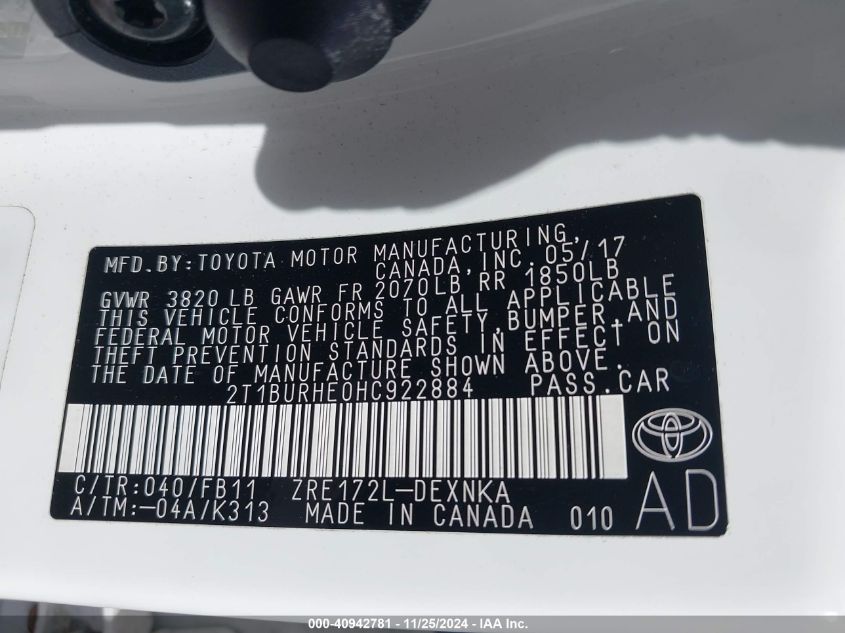 MFD.BY:TOYOTA MOTOR MANUFACTURING,
CANADA,INC.05/17
GVWR 3820 LB GAWR FR 2070LB RR 1850LB
THIS VEHICLE CONFORMS TO ALL APPLICABLE
FEDERAL MOTOR VEHICLE SAFETY,BUMPER,AND
THEFT PREVENTION STANDARDS IN EFFECT ON
THE DATE OF MANUFACTURE SHOWN ABOVE.
2T1BURHE0HC922884 PASS.CAR
C/TR:040/FB11 ZRE172L-DEXNKA
A/TM:-04A/K313 MADE IN CANADA 010 AD
000-40942781 - 11/25/2024 - IAA Inc.